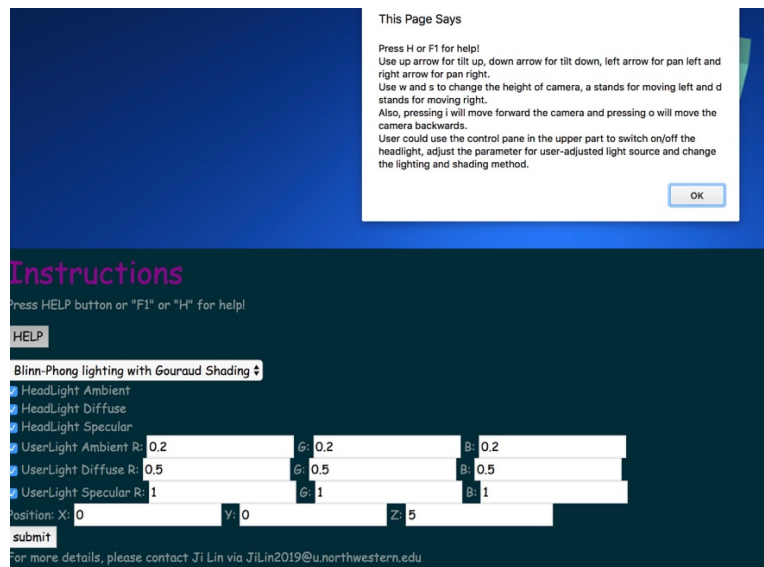 This Page Says
Press H or F1 for help!
Use up arrow for tilt up, down arrow for tilt down, left arrow for pan left and
right arrow for pan right.
Use w and s to change the height of camera, a stands for moving left and d
stands for moving right.
Also, pressing i will move forward the camera and pressing o will move the
camera backwards.
User could use the control pane in the upper part to switch on/off the
headlight, adjust the parameter for user-adjusted light source and change
the lighting and shading method.
OK
Instructions
Press HELP button or "F1" or "H" for help!
HELP
Blinn-Phong lighting with Gouraud Shading
HeadLight Ambient
HeadLight Diffuse
HeadLight Specular
UserLight Ambient R: 0.2 G: 0.2 B: 0.2
UserLight Diffuse R: 0.5 G: 0.5 B: 0.5
UserLight Specular R: 1 G: 1 B: 1
Position: X: 0 Y: 0 Z: 5
submit
For more details, please contact Ji Lin via JiLin2019@u.northwestern.edu